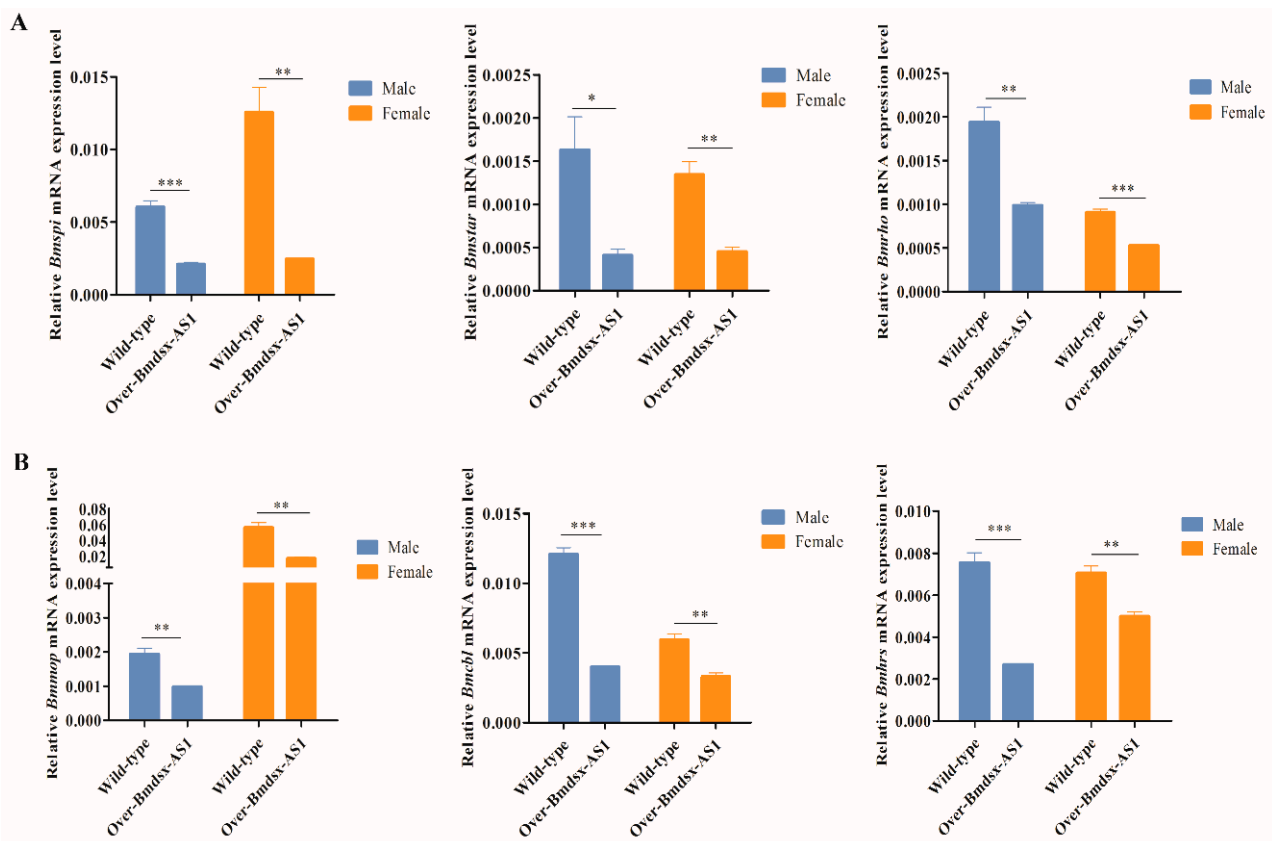 A
Relative Bmspi mRNA expression level
0.015
0.010
0.005
0.000
***
**
Male
Female
Wild-type
Over-Bmdsx-AS1
Wild-type
Over-Bmdsx-AS1
Relative Bmstar mRNA expression level
0.0025
0.0020
0.0015
0.0010
0.0005
0.0000
*
**
Male
Female
Wild-type
Over-Bmdsx-AS1
Wild-type
Over-Bmdsx-AS1
Relative Bmrho mRNA expression level
0.0025
0.0020
0.0015
0.0010
0.0005
0.0000
**
***
Male
Female
Wild-type
Over-Bmdsx-AS1
Wild-type
Over-Bmdsx-AS1
B
Relative Bmmop mRNA expression level
0.08
0.06
0.04
0.02
0.004
0.003
0.002
0.001
0.000
**
**
Male
Female
Wild-type
Over-Bmdsx-AS1
Wild-type
Over-Bmdsx-AS1
Relative Bmcbl mRNA expression level
0.015
0.010
0.005
0.000
***
**
Male
Female
Wild-type
Over-Bmdsx-AS1
Wild-type
Over-Bmdsx-AS1
Relative Bmhrs mRNA expression level
0.010
0.008
0.006
0.004
0.002
0.000
***
**
Male
Female
Wild-type
Over-Bmdsx-AS1
Wild-type
Over-Bmdsx-AS1